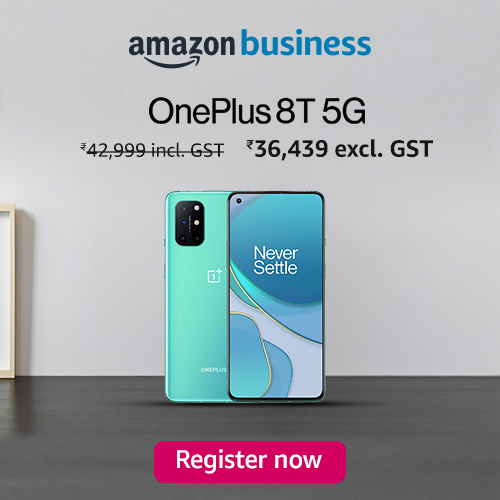 amazon business
OnePlus 8T 5G
₹42,999 incl. GST ₹36,439 excl. GST
Never
Settle
ONEPLUS
Register now